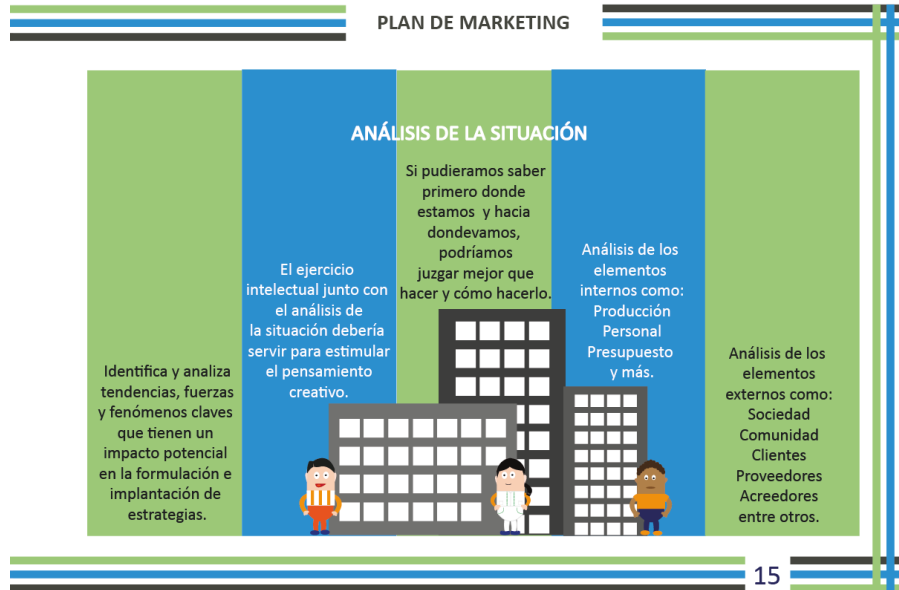 PLAN DE MARKETING
ANÁLISIS DE LA SITUACIÓN
Identifica y analiza
tendencias, fuerzas
y fenómenos claves
que tienen un
impacto potencial
en la formulación e
implantación de
estrategias.
El ejercicio
intelectual junto con
el análisis de
la situación debería
servir para estimular
el pensamiento
creativo.
Si pudieramos saber
primero donde
estamos y hacia
dondevamos,
podríamos
juzgar mejor que
hacer y cómo hacerlo.
Análisis de los
elementos
internos como:
Producción
Personal
Presupuesto
y más.
Análisis de los
elementos
externos como:
Sociedad
Comunidad
Clientes
Proveedores
Acreedores
entre otros.
15